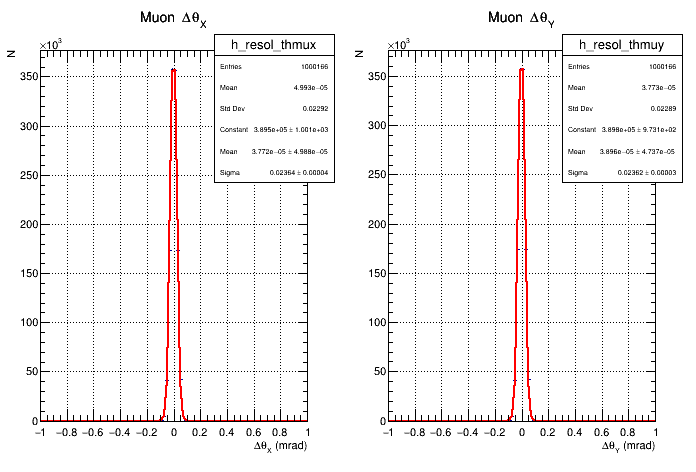 Muon Δθ_X
N
×10³
350
300
250
200
150
100
50
0
−1 −0.8 −0.6 −0.4 −0.2 0 0.2 0.4 0.6 0.8 1
Δθ_X (mrad)
h_resol_thmux
Entries 1000166
Mean 4.993e−05
Std Dev 0.02292
Constant 3.895e+05 ± 1.001e+03
Mean 3.772e−05 ± 4.988e−05
Sigma 0.02364 ± 0.00004
Muon Δθ_Y
N
×10³
350
300
250
200
150
100
50
0
−1 −0.8 −0.6 −0.4 −0.2 0 0.2 0.4 0.6 0.8 1
Δθ_Y (mrad)
h_resol_thmuy
Entries 1000166
Mean 3.773e−05
Std Dev 0.02289
Constant 3.898e+05 ± 9.731e+02
Mean 3.896e−05 ± 4.737e−05
Sigma 0.02362 ± 0.00003